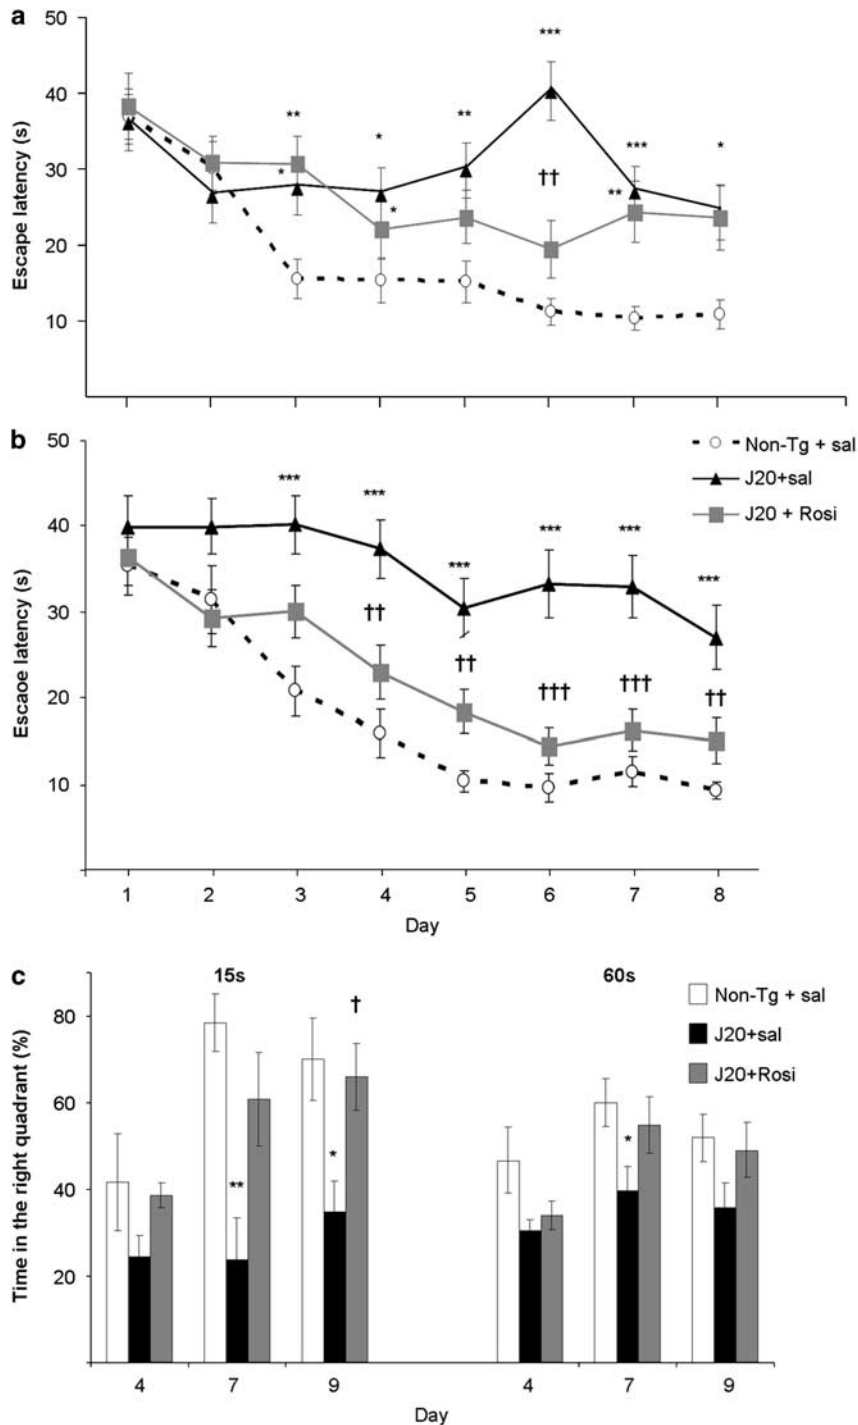 a
50
***
40
**
**
*
***
*
30
*
††
**
Escape latency (s)
*
20
10
b
50
Non-Tg + sal
J20+sal
J20 + Rosi
***
***
40
***
***
***
***
30
††
††
†††
†††
††
Escaoe latency (s)
20
10
1 2 3 4 5 6 7 8
Day
c
15s
60s
Non-Tg + sal
J20+sal
J20+Rosi
†
80
60
*
**
*
40
20
Time in the right quadrant (%)
4 7 9 4 7 9
Day